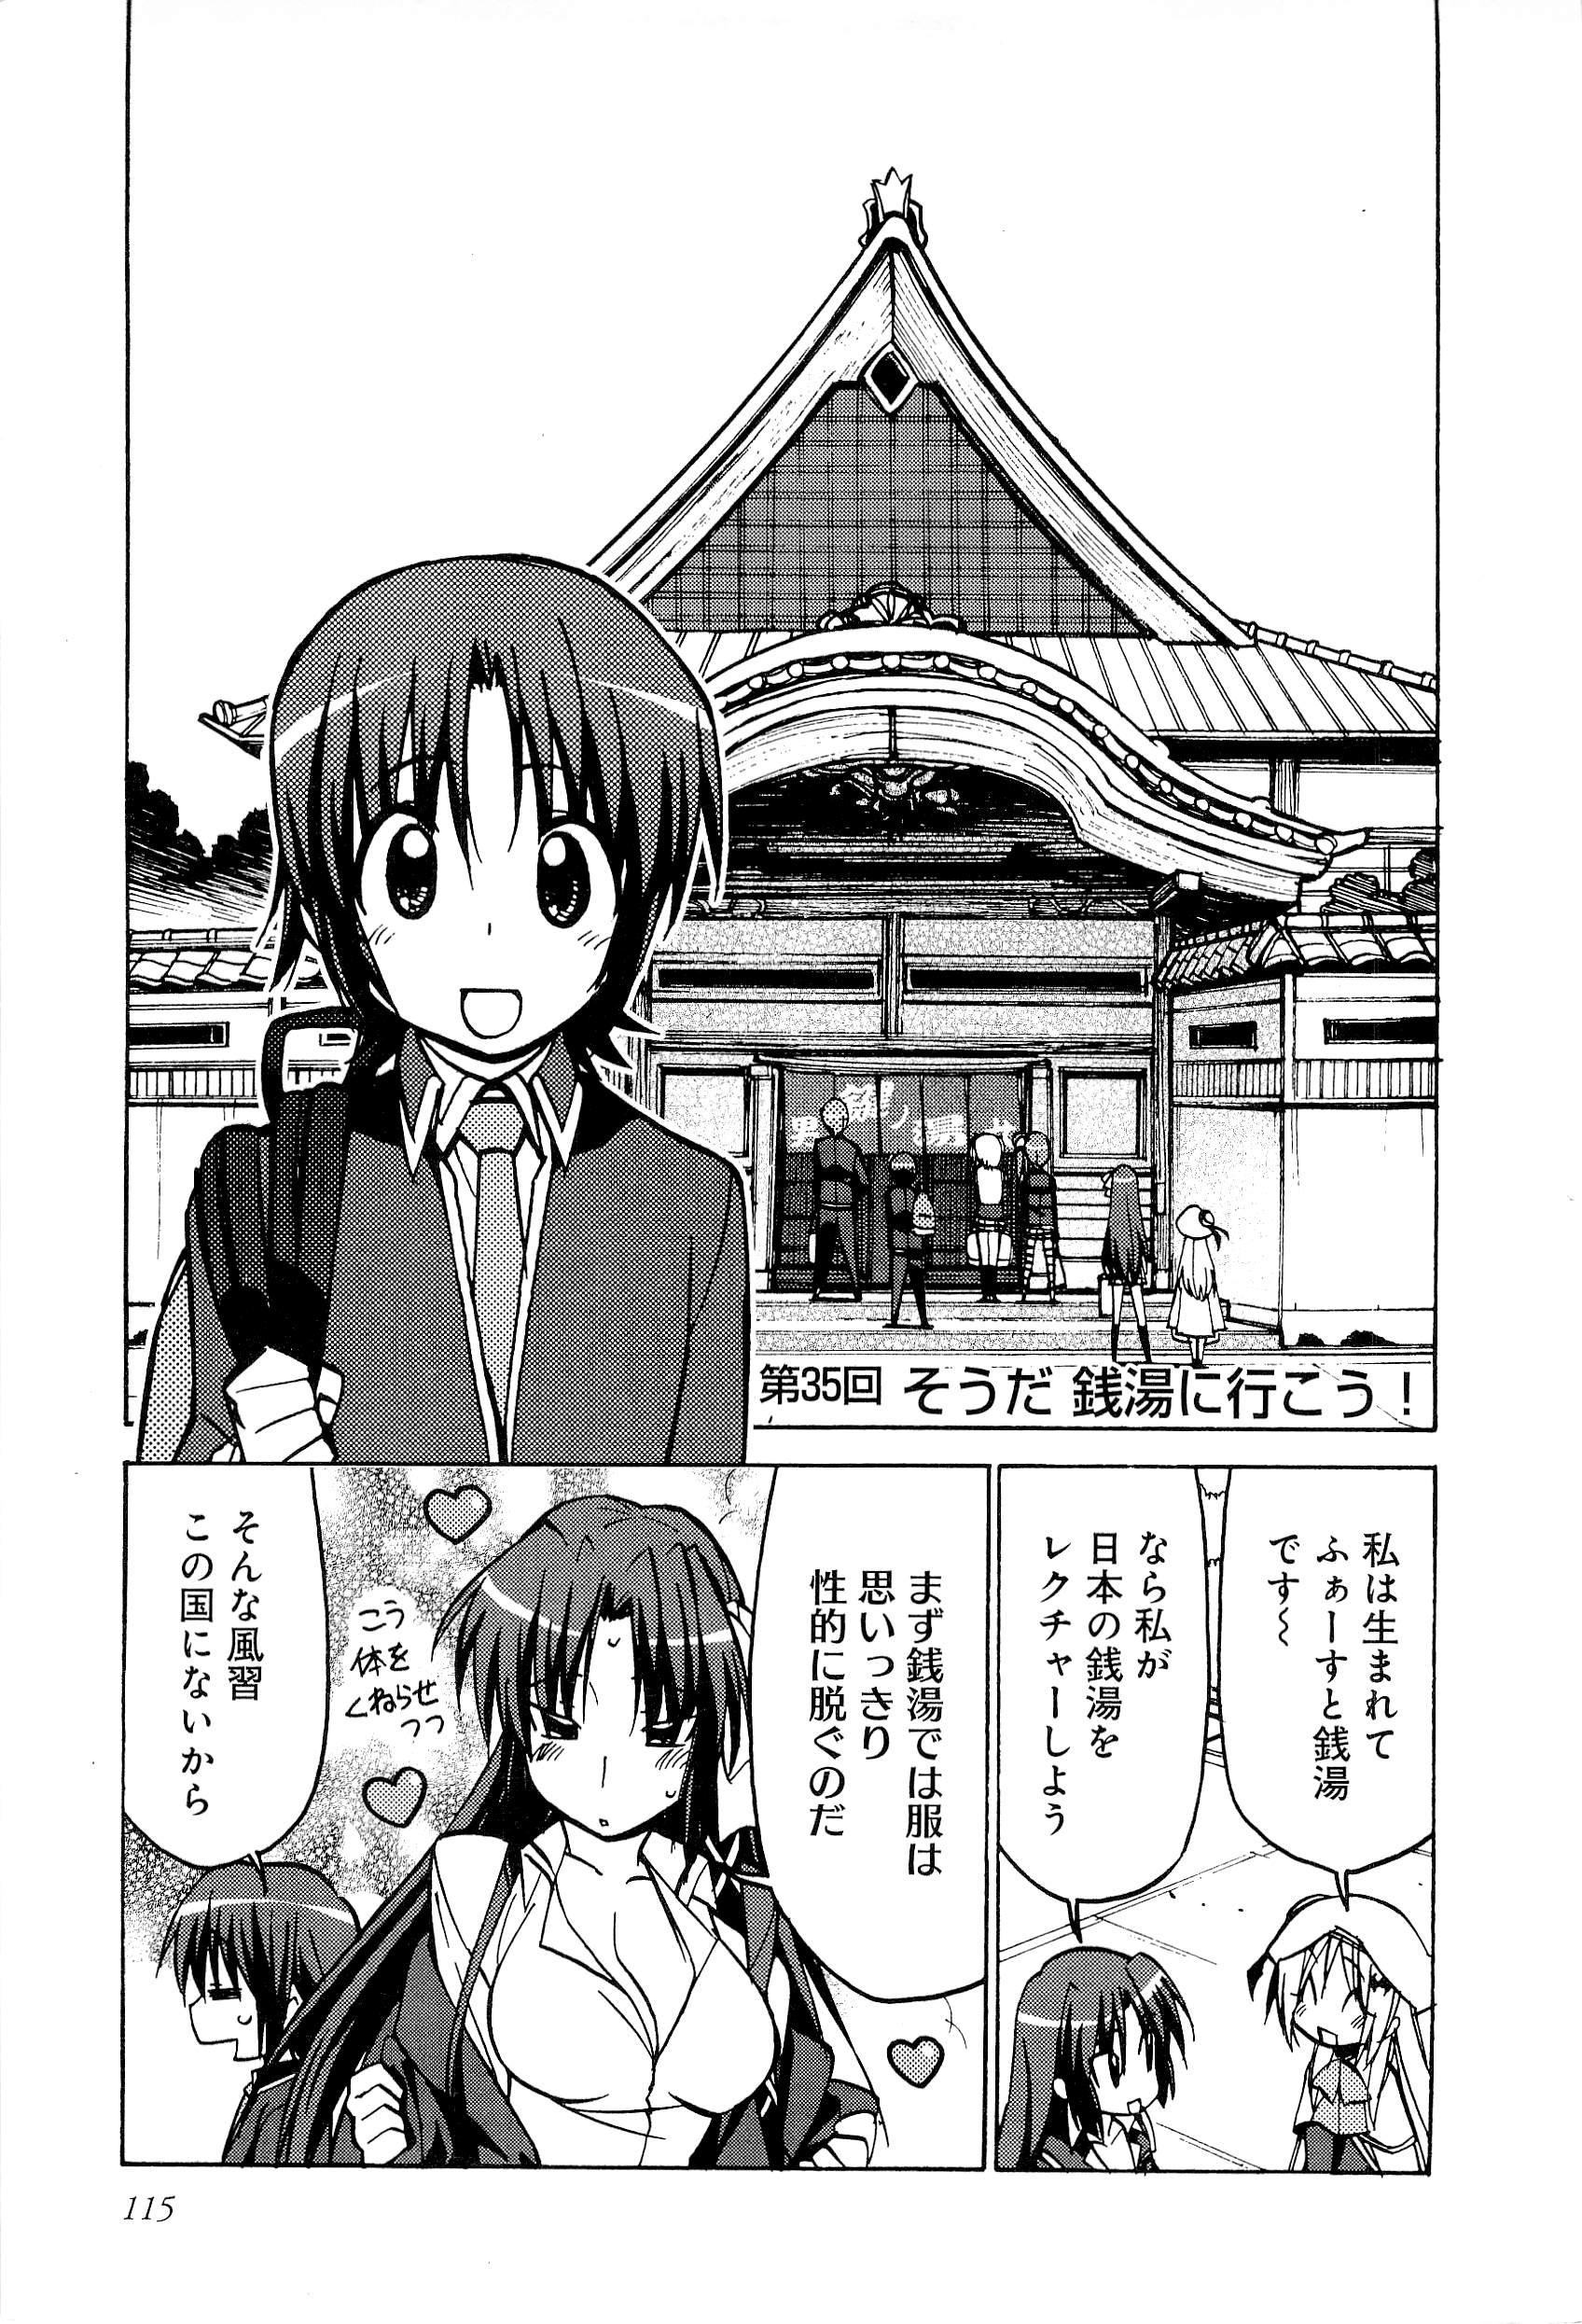 第35回 そうだ 銭湯に行こう！
私は生まれて
ふぁーすと銭湯
です〜
なら私が
日本の銭湯を
レクチャーしよう
まず銭湯では服は
思いっきり
性的に脱ぐのだ
こう
体を
くねらせ
つつ
そんな風習
この国にないから
115